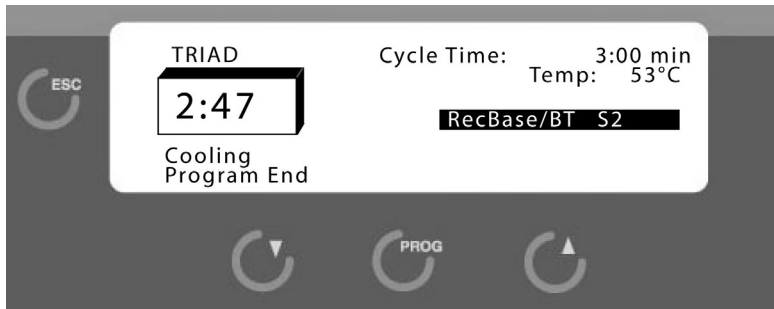 TRIAD
2:47
Cooling
Program End
Cycle Time: 3:00 min
Temp: 53°C
RecBase/BT S2
ESC
PROG